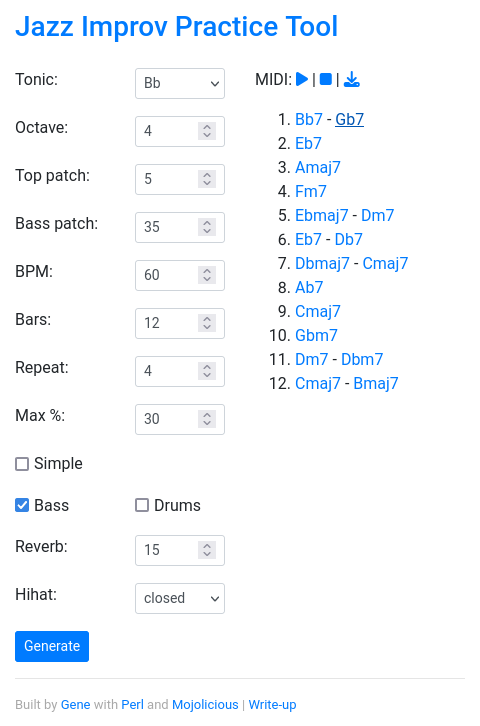 Jazz Improv Practice Tool
Tonic: Bb
Octave: 4
Top patch: 5
Bass patch: 35
BPM: 60
Bars: 12
Repeat: 4
Max %: 30
Simple
Bass Drums
Reverb: 15
Hihat: closed
Generate
MIDI: | |
1. Bb7 - Gb7
2. Eb7
3. Amaj7
4. Fm7
5. Ebmaj7 - Dm7
6. Eb7 - Db7
7. Dbmaj7 - Cmaj7
8. Ab7
9. Cmaj7
10. Gbm7
11. Dm7 - Dbm7
12. Cmaj7 - Bmaj7
Built by Gene with Perl and Mojolicious | Write-up